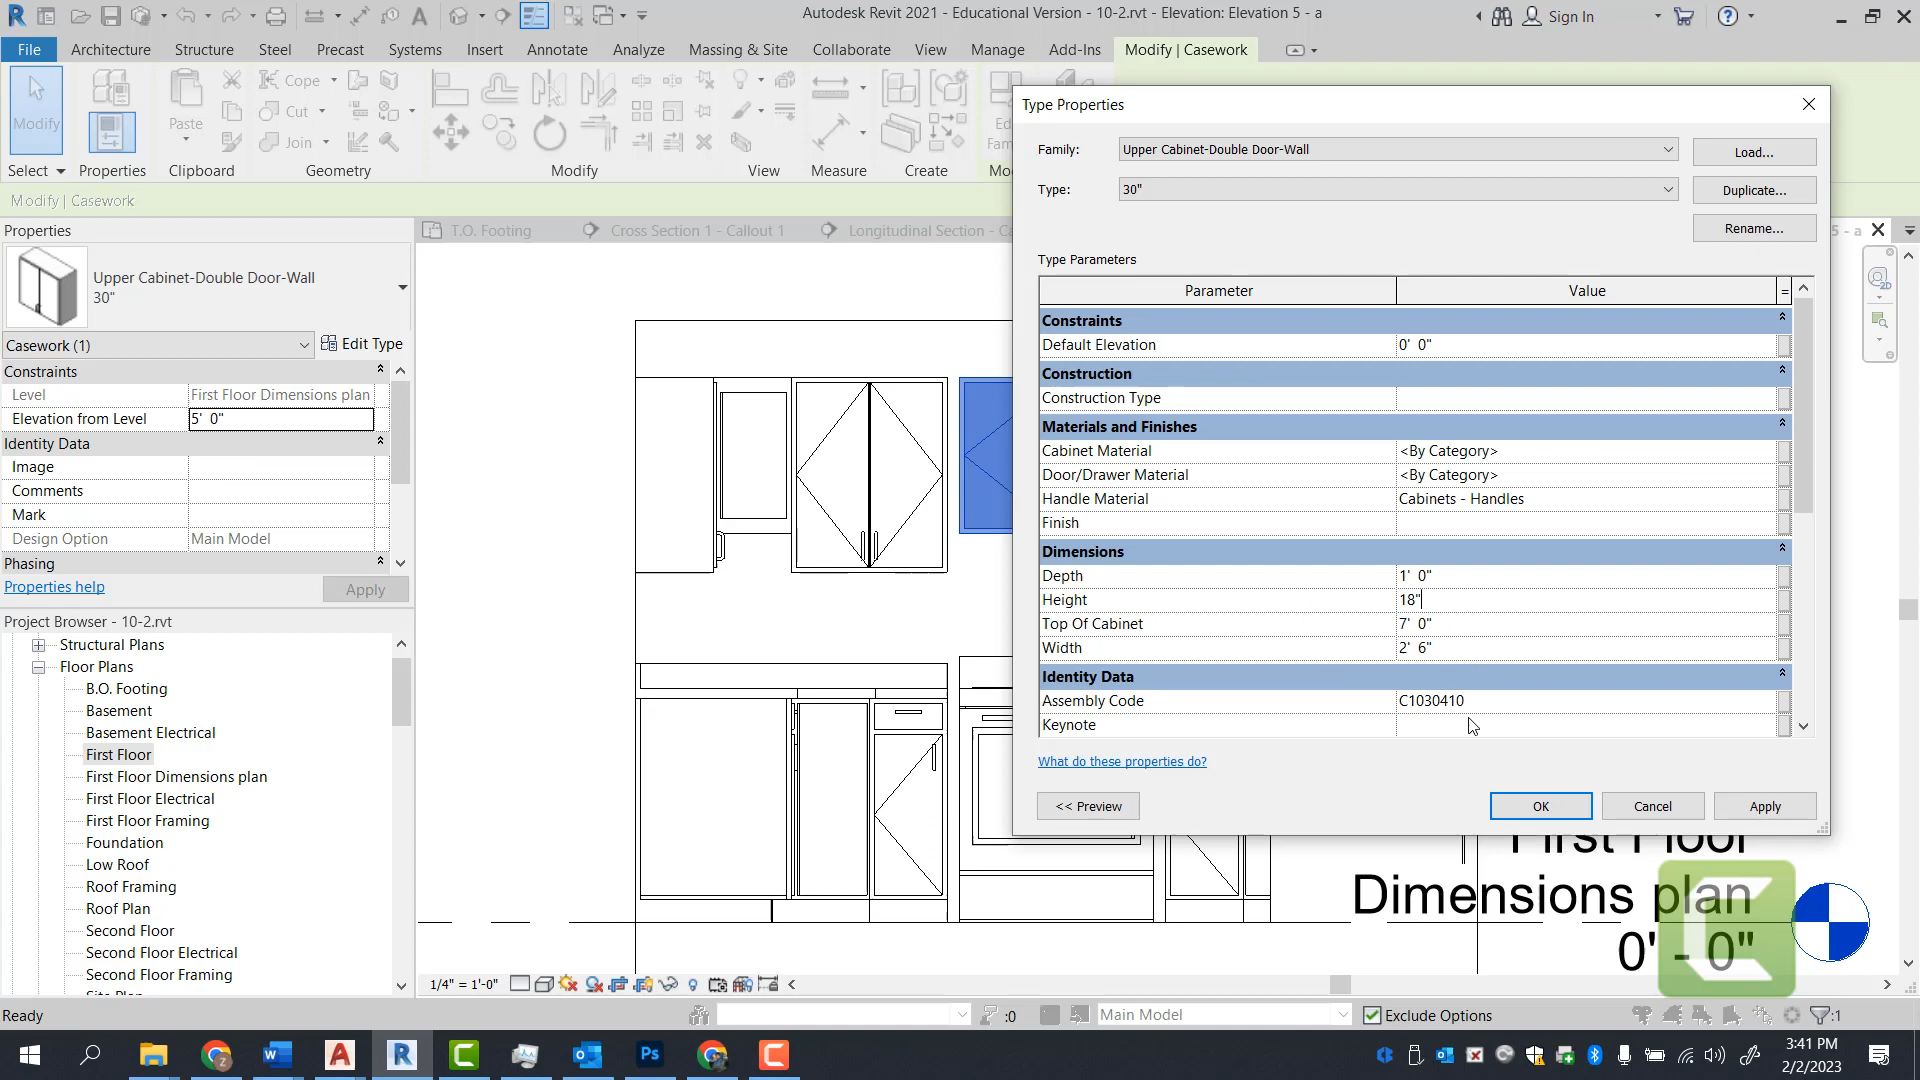 Autodesk Revit 2021 - Educational Version - 10-2.rvt - Elevation: Elevation 5 - a
Sign In
File
Architecture
Structure
Steel
Precast
Systems
Insert
Annotate
Analyze
Massing & Site
Collaborate
View
Manage
Add-Ins
Modify | Casework
Modify
Paste
Cope
Cut
Join
Select
Properties
Clipboard
Geometry
Modify
View
Measure
Create
Modify | Casework
Properties
Upper Cabinet-Double Door-Wall
30"
Casework (1)
Edit Type
Constraints
Level First Floor Dimensions plan
Elevation from Level 5' 0"
Identity Data
Image
Comments
Mark
Design Option Main Model
Phasing
Properties help
Apply
Project Browser - 10-2.rvt
Structural Plans
Floor Plans
B.O. Footing
Basement
Basement Electrical
First Floor
First Floor Dimensions plan
First Floor Electrical
First Floor Framing
Foundation
Low Roof
Roof Framing
Roof Plan
Second Floor
Second Floor Electrical
Second Floor Framing
T.O. Footing
Cross Section 1 - Callout 1
Longitudinal Section - Ca
5 - a
Type Properties
Family: Upper Cabinet-Double Door-Wall
Load...
Type: 30"
Duplicate...
Rename...
Type Parameters
Parameter Value =
Constraints
Default Elevation 0' 0"
Construction
Construction Type
Materials and Finishes
Cabinet Material <By Category>
Door/Drawer Material <By Category>
Handle Material Cabinets - Handles
Finish
Dimensions
Depth 1' 0"
Height 18"
Top Of Cabinet 7' 0"
Width 2' 6"
Identity Data
Assembly Code C1030410
Keynote
What do these properties do?
<< Preview
OK
Cancel
Apply
First Floor
Dimensions plan
0' - 0"
2D
1/4" = 1'-0"
Ready
:0
Main Model
Exclude Options
:1
3:41 PM
2/2/2023